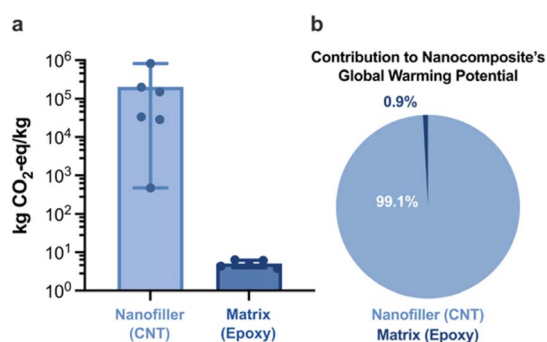 a
kg CO₂-eq/kg
10⁶
10⁵
10⁴
10³
10²
10¹
10⁰
Nanofiller
(CNT)
Matrix
(Epoxy)
b
Contribution to Nanocomposite's
Global Warming Potential
0.9%
99.1%
Nanofiller (CNT)
Matrix (Epoxy)